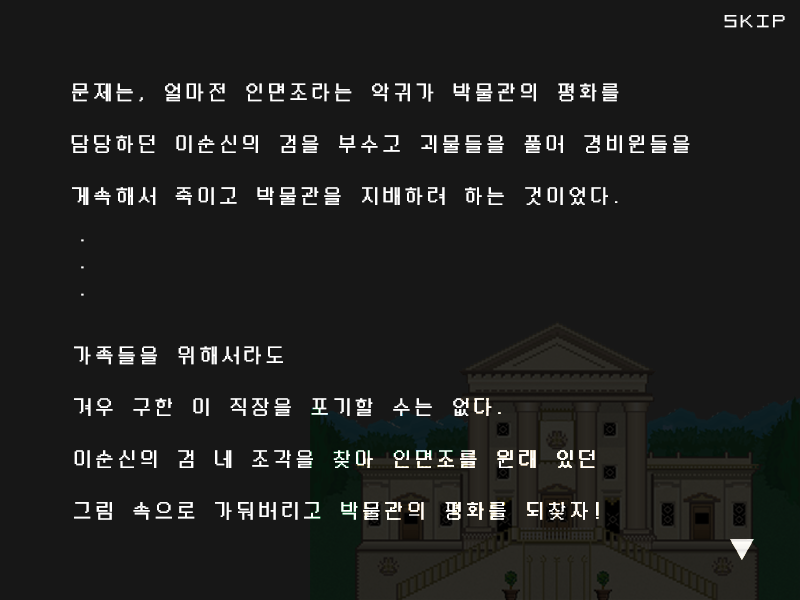 SKIP
문제는, 얼마전 인면조라는 악귀가 박물관의 평화를
담당하던 이순신의 검을 부수고 괴물들을 풀어 경비원들을
계속해서 죽이고 박물관을 지배하려 하는 것이었다.
.
.
.
가족들을 위해서라도
겨우 구한 이 직장을 포기할 수는 없다.
이순신의 검 네 조각을 찾아 인면조를 원래 있던
그림 속으로 가둬버리고 박물관의 평화를 되찾자!